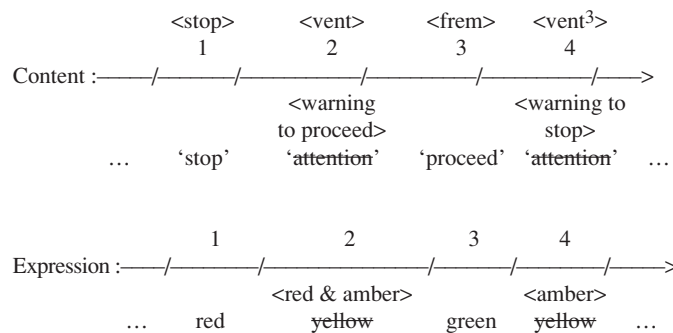 <stop> <vent> <frem> <vent³>
1 2 3 4
Content :
<warning <warning to
to proceed> stop>
… ‘stop’ ‘attention’ ‘proceed’ ‘attention’ …
1 2 3 4
Expression :
<red & amber> <amber>
… red yellow green yellow …